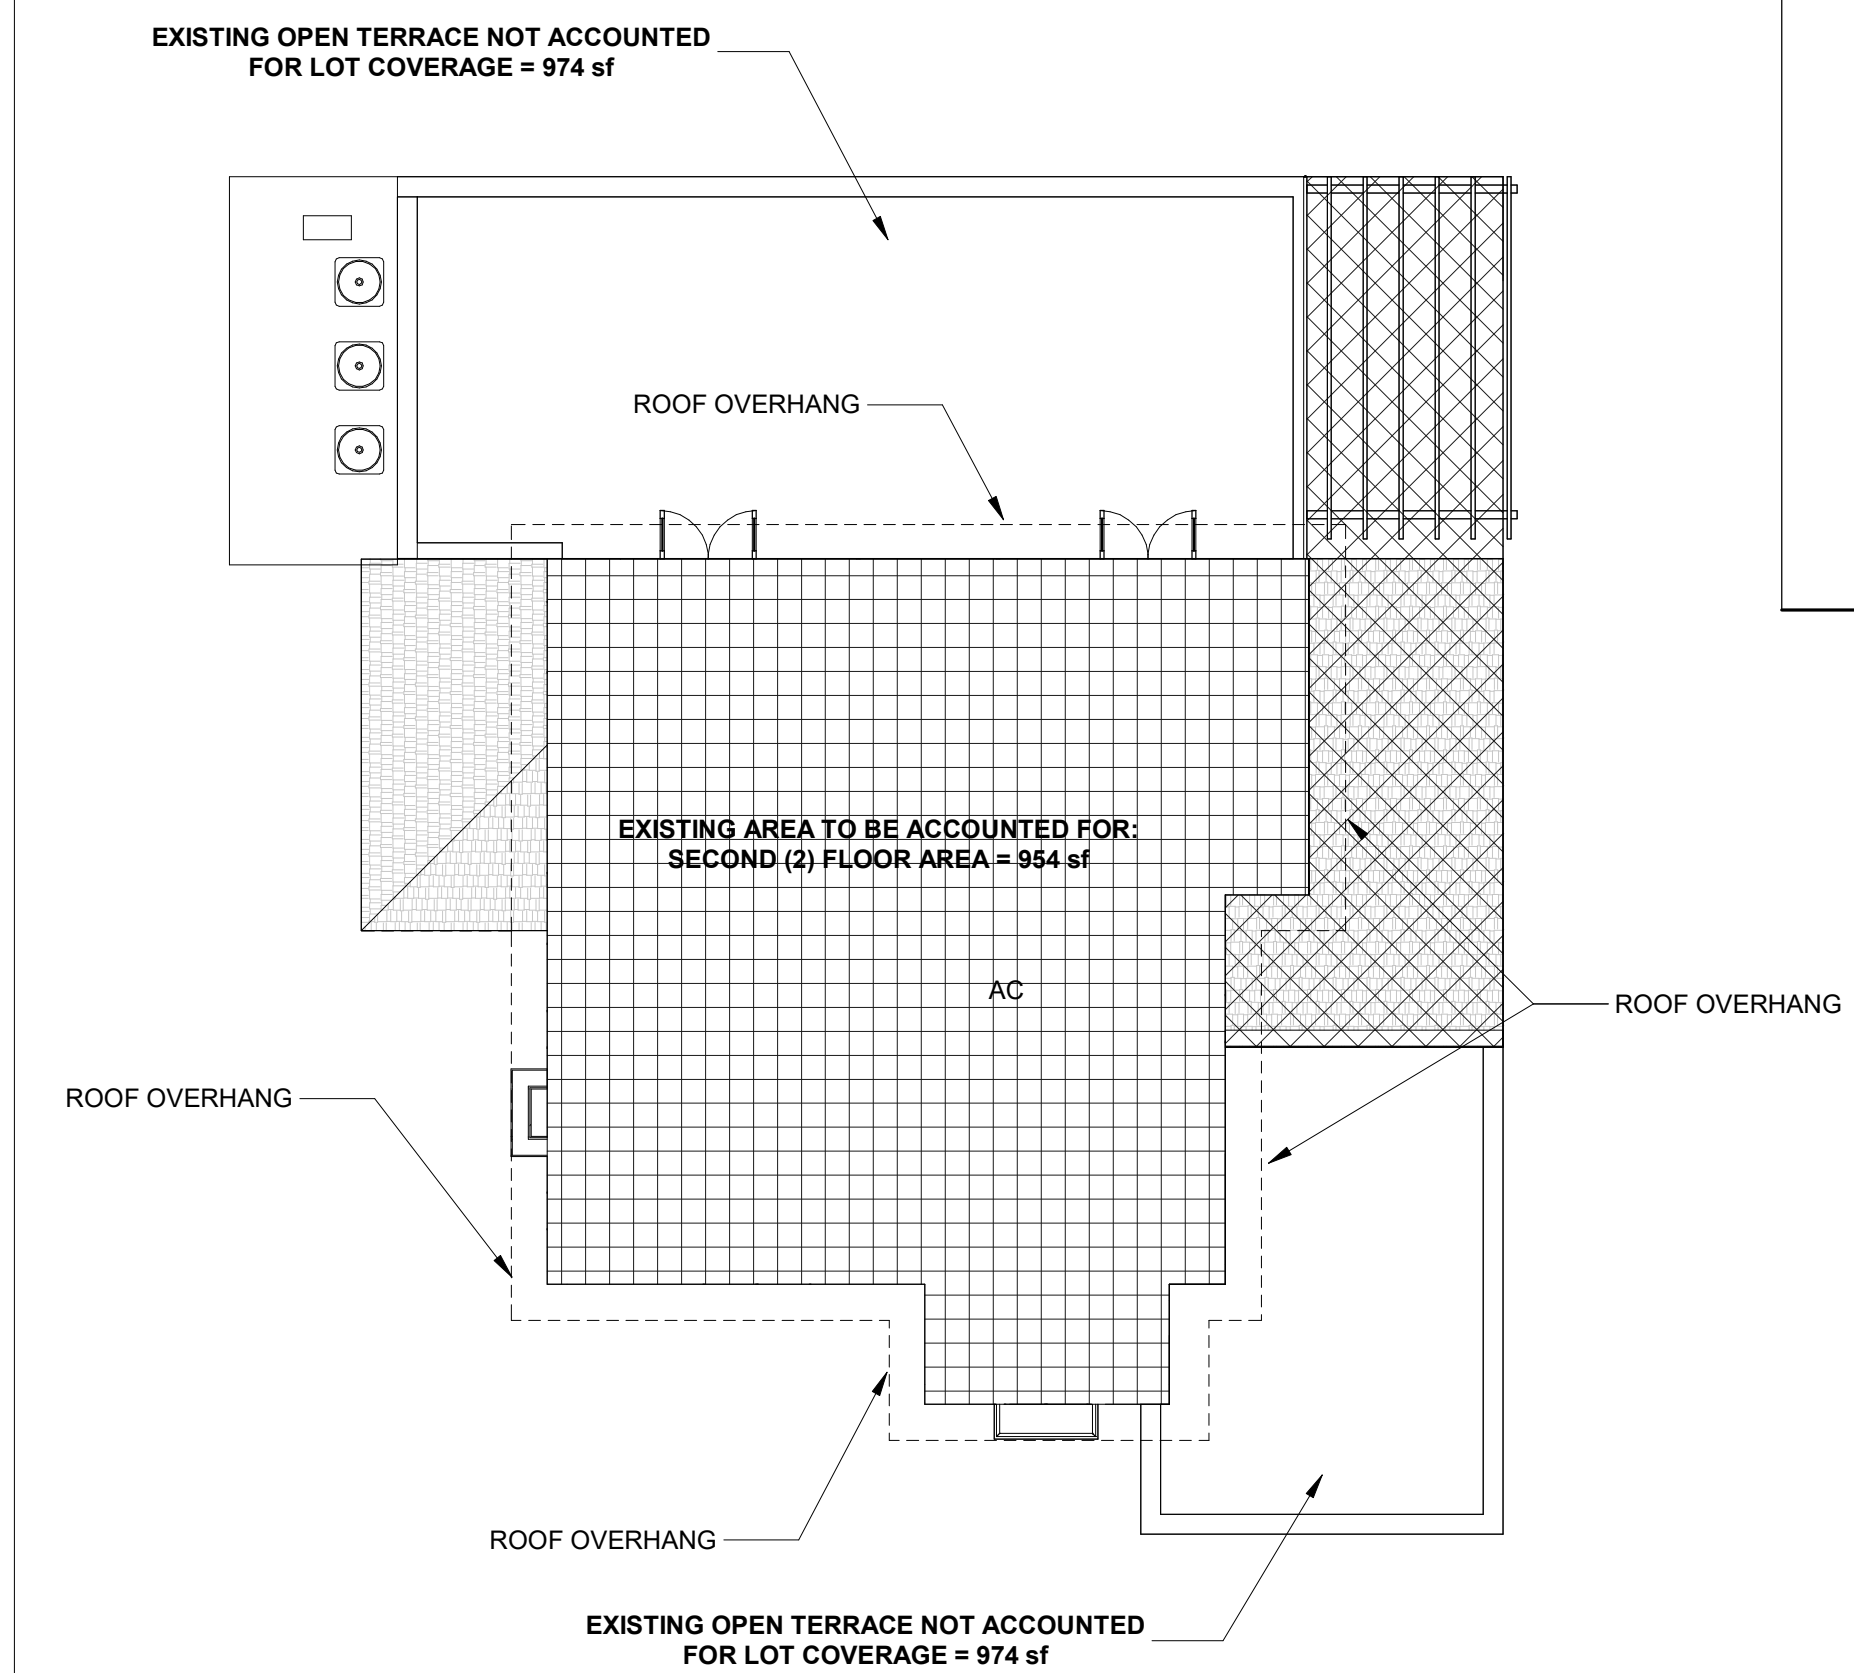 EXISTING OPEN TERRACE NOT ACCOUNTED
FOR LOT COVERAGE = 974 sf
ROOF OVERHANG
EXISTING AREA TO BE ACCOUNTED FOR:
SECOND (2) FLOOR AREA = 954 sf
AC
ROOF OVERHANG
ROOF OVERHANG
ROOF OVERHANG
EXISTING OPEN TERRACE NOT ACCOUNTED
FOR LOT COVERAGE = 974 sf